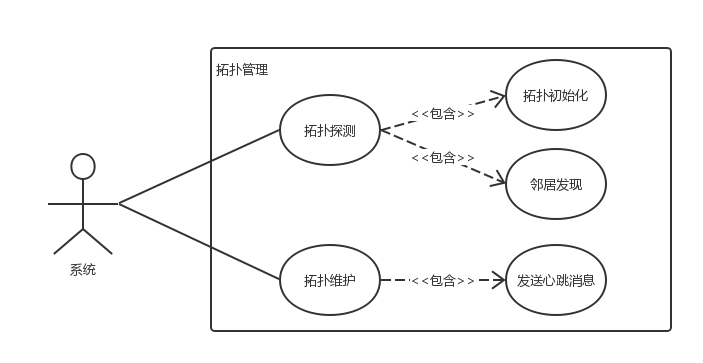 拓扑管理
拓扑初始化
<<包含>>
拓扑探测
<<包含>>
邻居发现
系统
拓扑维护
<<包含>>
发送心跳消息